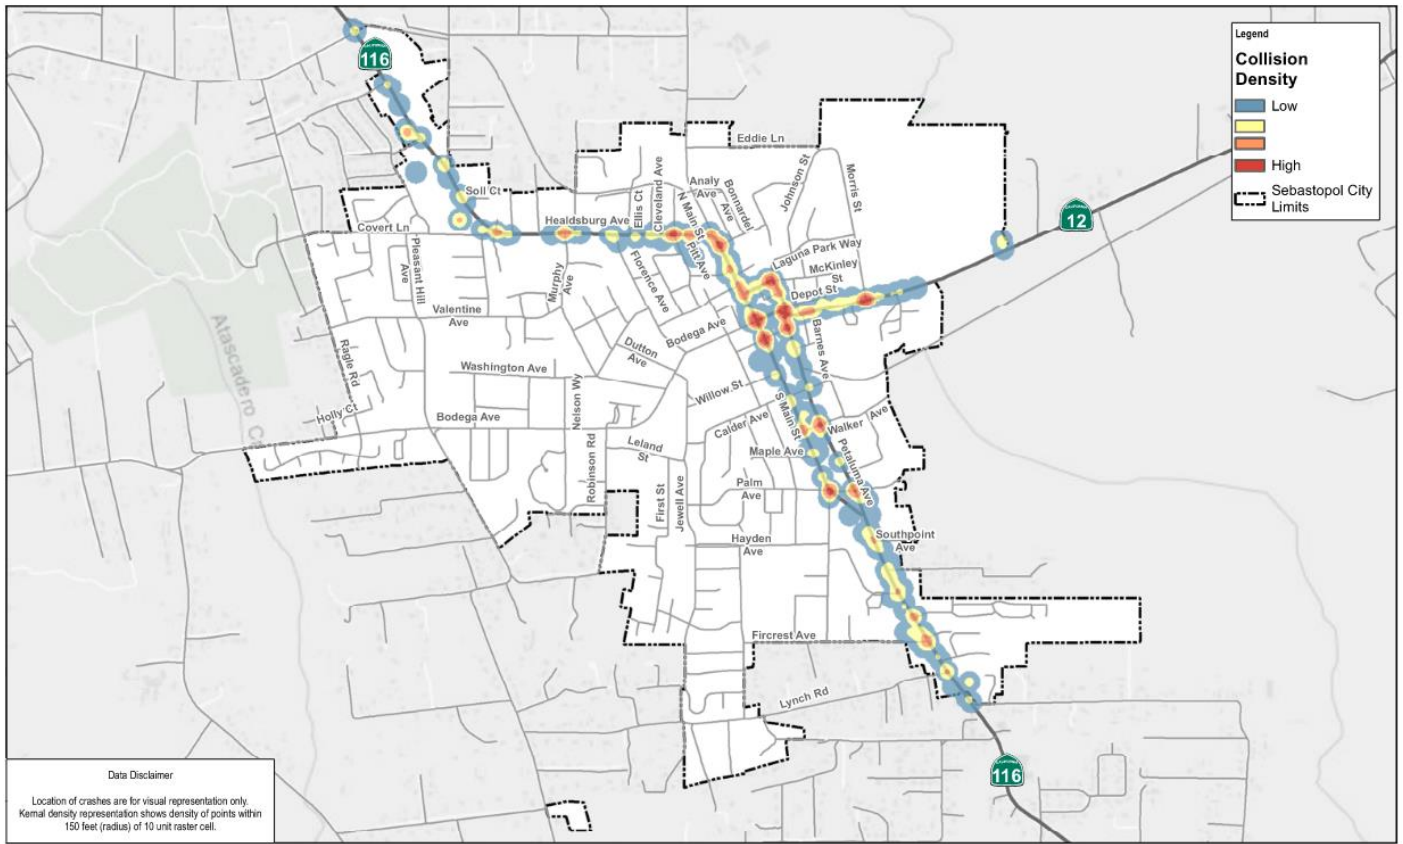 CALIFORNIA
116
Legend
Collision
Density
Low
High
Sebastopol City
Limits
Eddie Ln
CALIFORNIA
12
Johnson St
Morris St
Analy
Ave
Bonnardel
Ave
Cleveland Ave
Ellis Ct
N Main St
Soll Ct
Healdsburg Ave
Covert Ln
Pitt Ave
Laguna Park Way
McKinley
St
Depot St
Pleasant Hill
Ave
Murphy
Ave
Florence Ave
Valentine
Ave
Bodega Ave
Barnes Ave
Atascadero C
Ragle Rd
Dutton
Ave
Washington Ave
Willow St
Nelson Wy
Holly Ct
Bodega Ave
Calder Ave
S Main St
Walker Ave
Leland
St
Maple Ave
Robinson Rd
Petaluma Ave
First St
Jewell Ave
Palm
Ave
Hayden
Ave
Southpoint
Ave
Fircrest Ave
Lynch Rd
CALIFORNIA
116
Data Disclaimer
Location of crashes are for visual representation only.
Kernal density representation shows density of points within
150 feet (radius) of 10 unit raster cell.